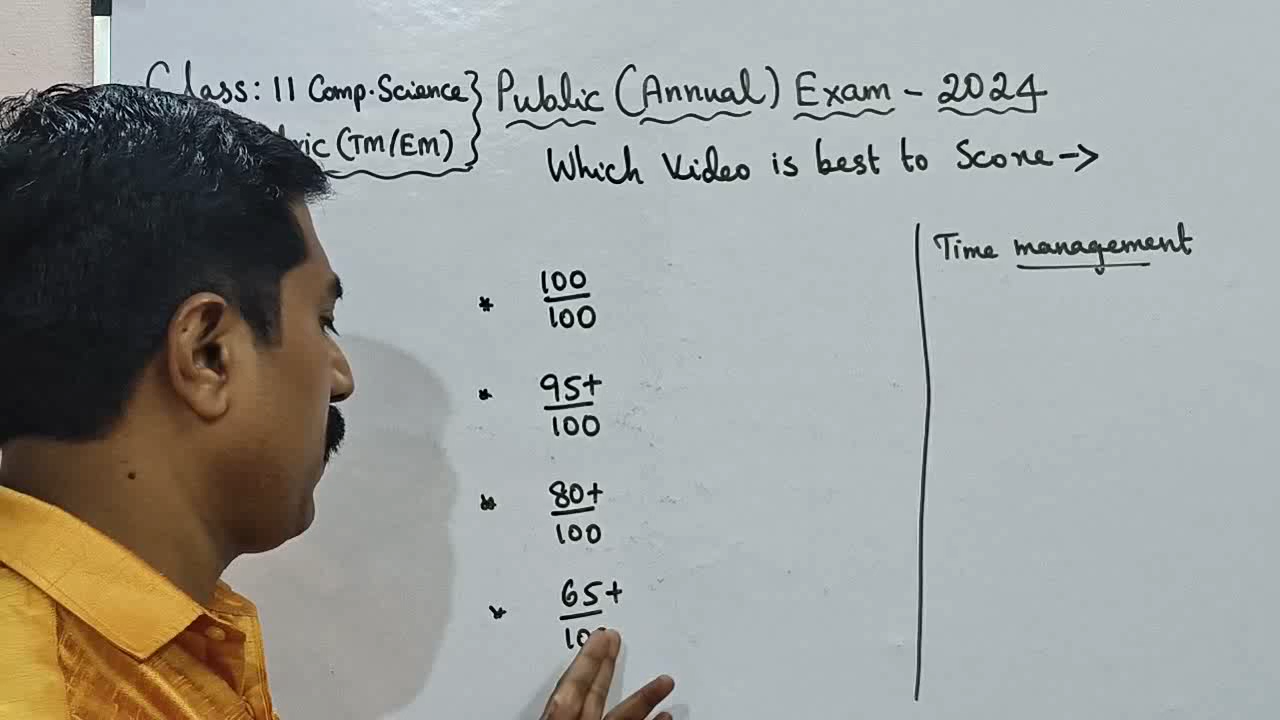 Class: 11 Comp.Science} Public (Annual) Exam - 2024
(TM/EM)
Which Video is best to Score →
Time management
* 100/100
* 95+/100
* 80+/100
* 65+/100